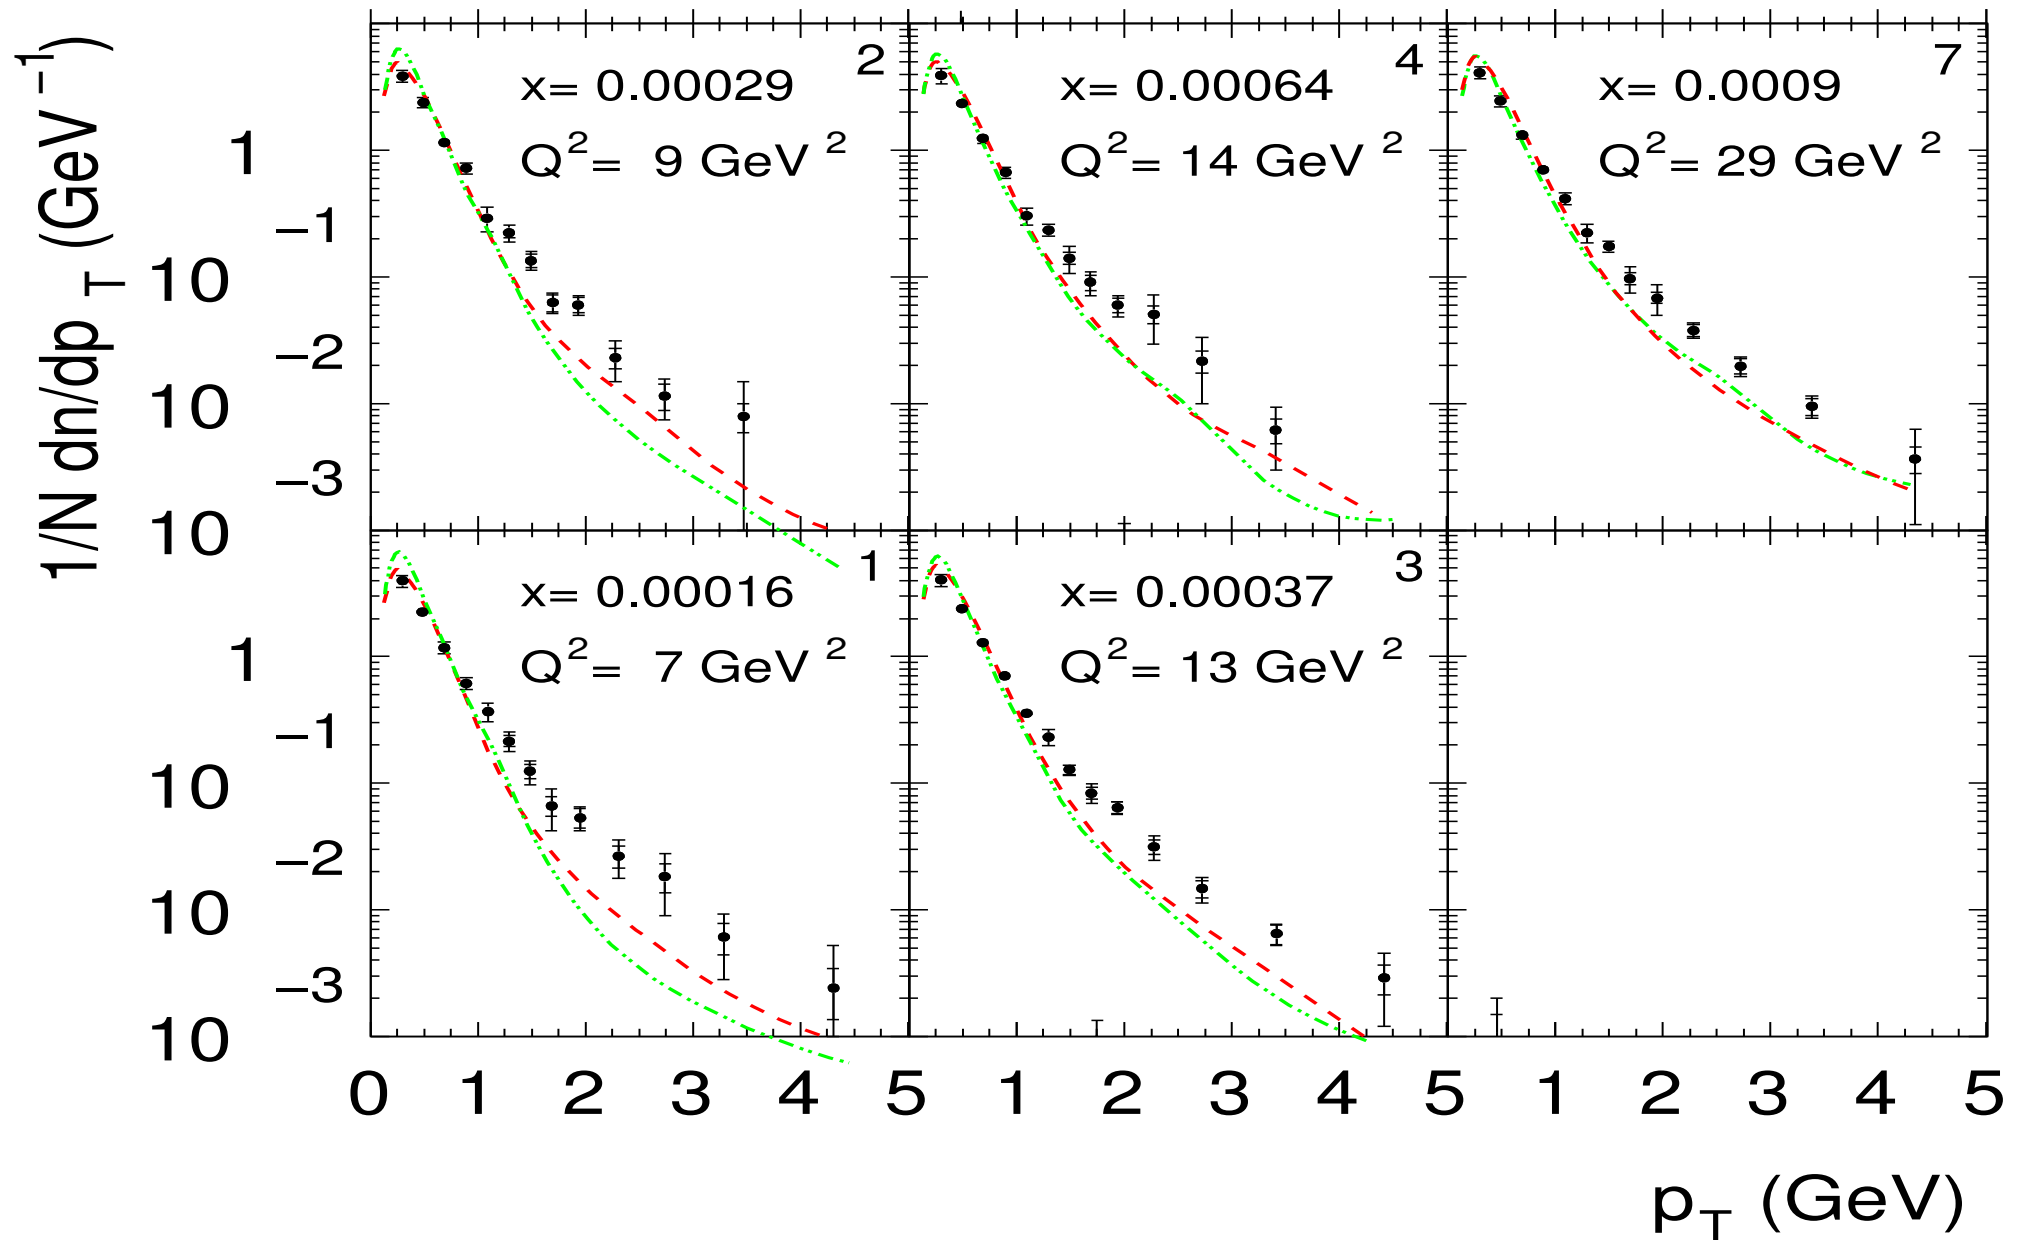 1/N dn/dp T (GeV −1)
2
x= 0.00029
Q2= 9 GeV 2
4
x= 0.00064
Q2= 14 GeV 2
7
x= 0.0009
Q2= 29 GeV 2
1
−1
10
−2
10
−3
10
1
x= 0.00016
Q2= 7 GeV 2
3
x= 0.00037
Q2= 13 GeV 2
1
−1
10
−2
10
−3
10
0 1 2 3 4 5 1 2 3 4 5 1 2 3 4 5
pT (GeV)